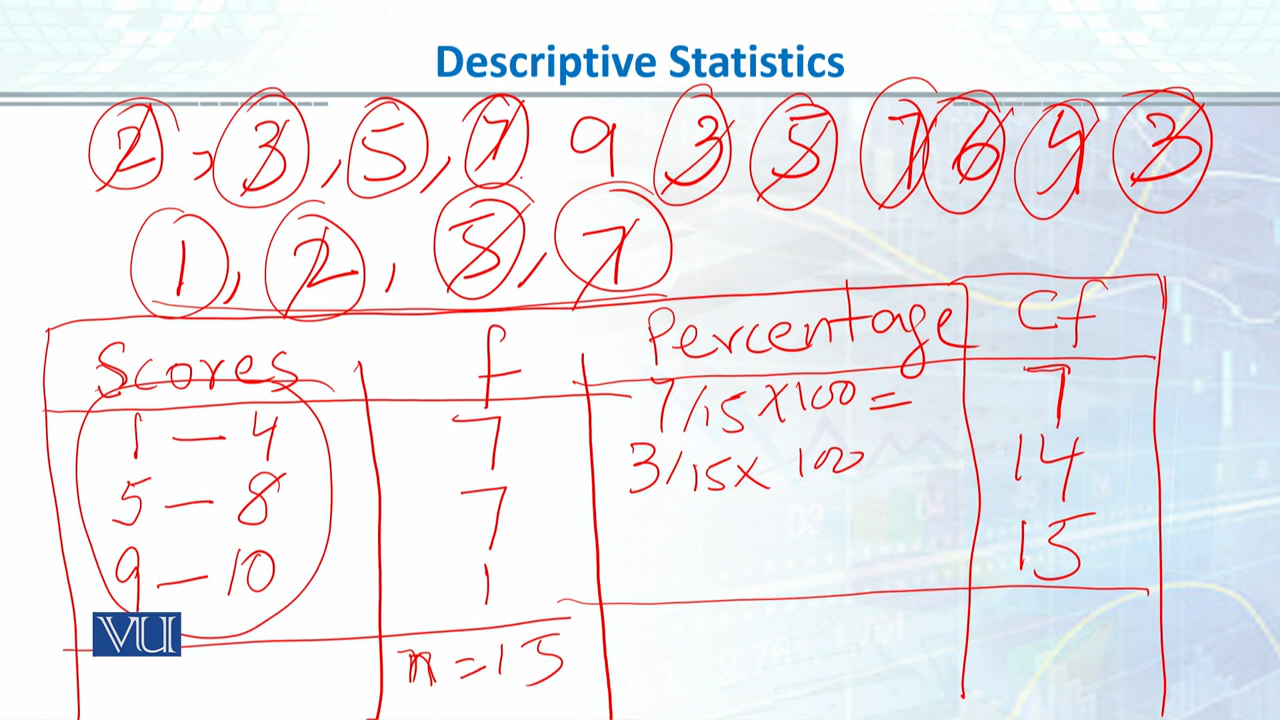 Descriptive Statistics
2, 3, 5, 7 9 3 5 7 6 4 3
1, 2, 5, 7
Scores f Percentage Cf
1 – 4 7 7/15 X 100 = 7
5 – 8 7 3/15 X 100 14
9 – 10 1 15
n = 15
VU